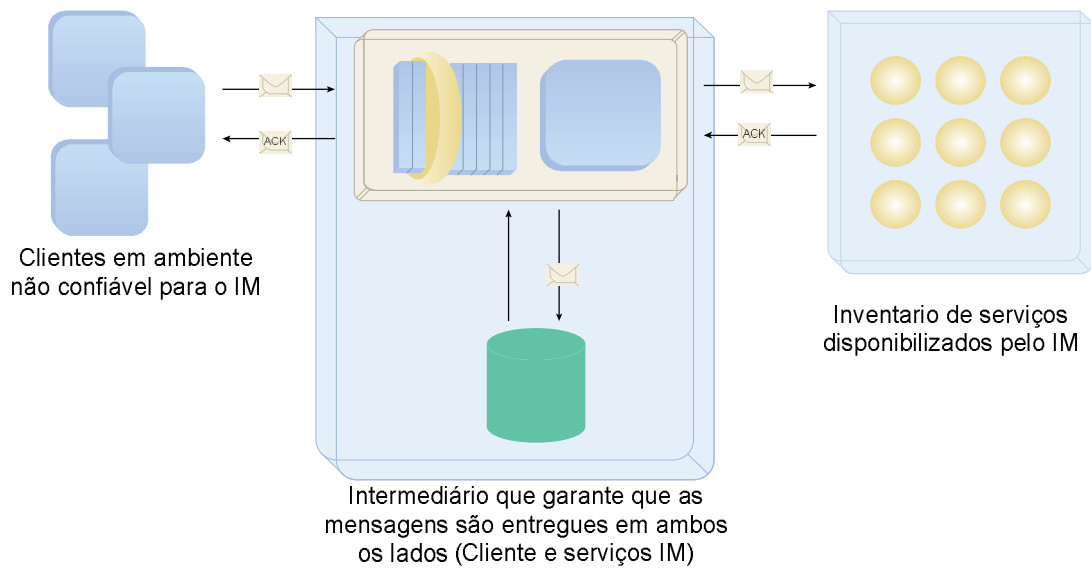 ACK
ACK
Clientes em ambiente
não confiável para o IM
Inventario de serviços
disponibilizados pelo IM
Intermediário que garante que as
mensagens são entregues em ambos
os lados (Cliente e serviços IM)